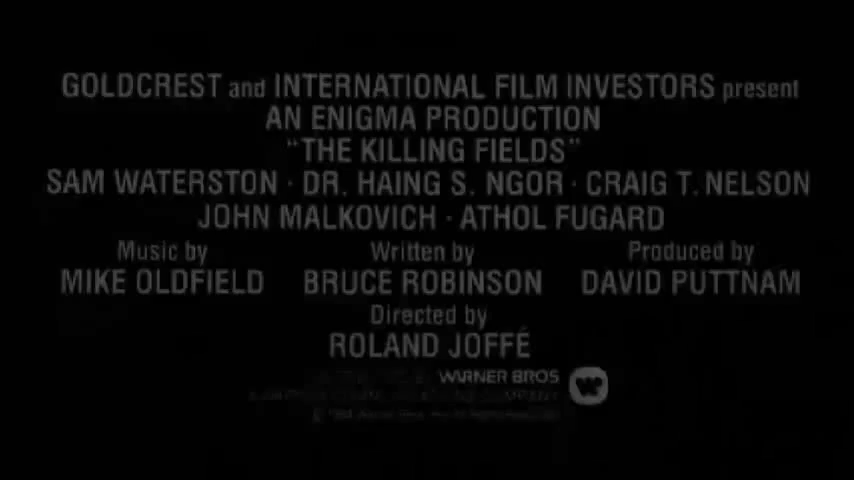 GOLDCREST and INTERNATIONAL FILM INVESTORS present
AN ENIGMA PRODUCTION
"THE KILLING FIELDS"
SAM WATERSTON · DR. HAING S. NGOR · CRAIG T. NELSON
JOHN MALKOVICH · ATHOL FUGARD
Music by Written by Produced by
MIKE OLDFIELD BRUCE ROBINSON DAVID PUTTNAM
Directed by
ROLAND JOFFÉ
WARNER BROS
COMPANY